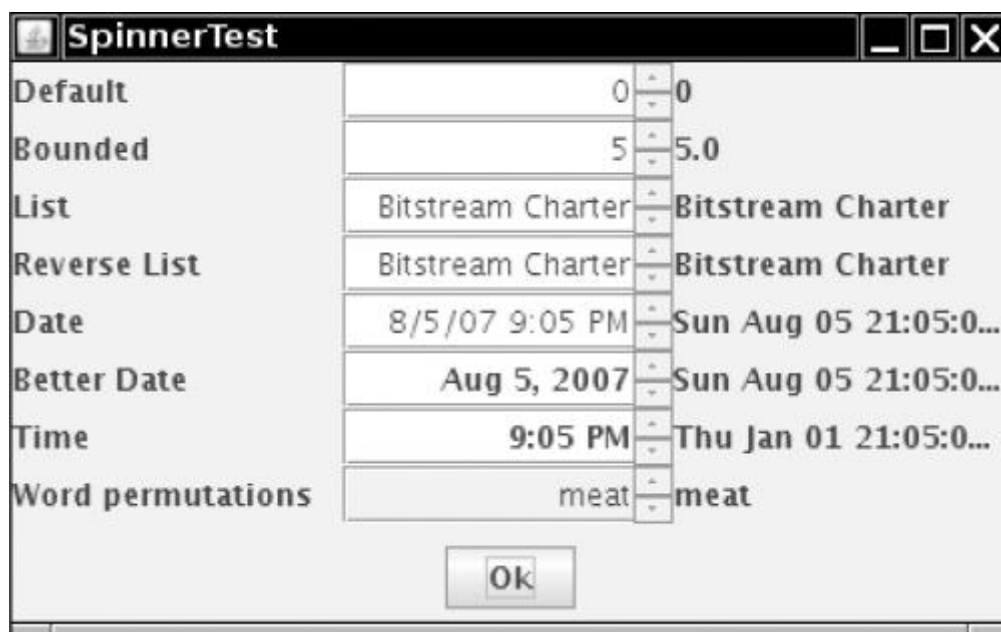 SpinnerTest
Default 0 0
Bounded 5 5.0
List Bitstream Charter Bitstream Charter
Reverse List Bitstream Charter Bitstream Charter
Date 8/5/07 9:05 PM Sun Aug 05 21:05:0...
Better Date Aug 5, 2007 Sun Aug 05 21:05:0...
Time 9:05 PM Thu Jan 01 21:05:0...
Word permutations meat meat
Ok